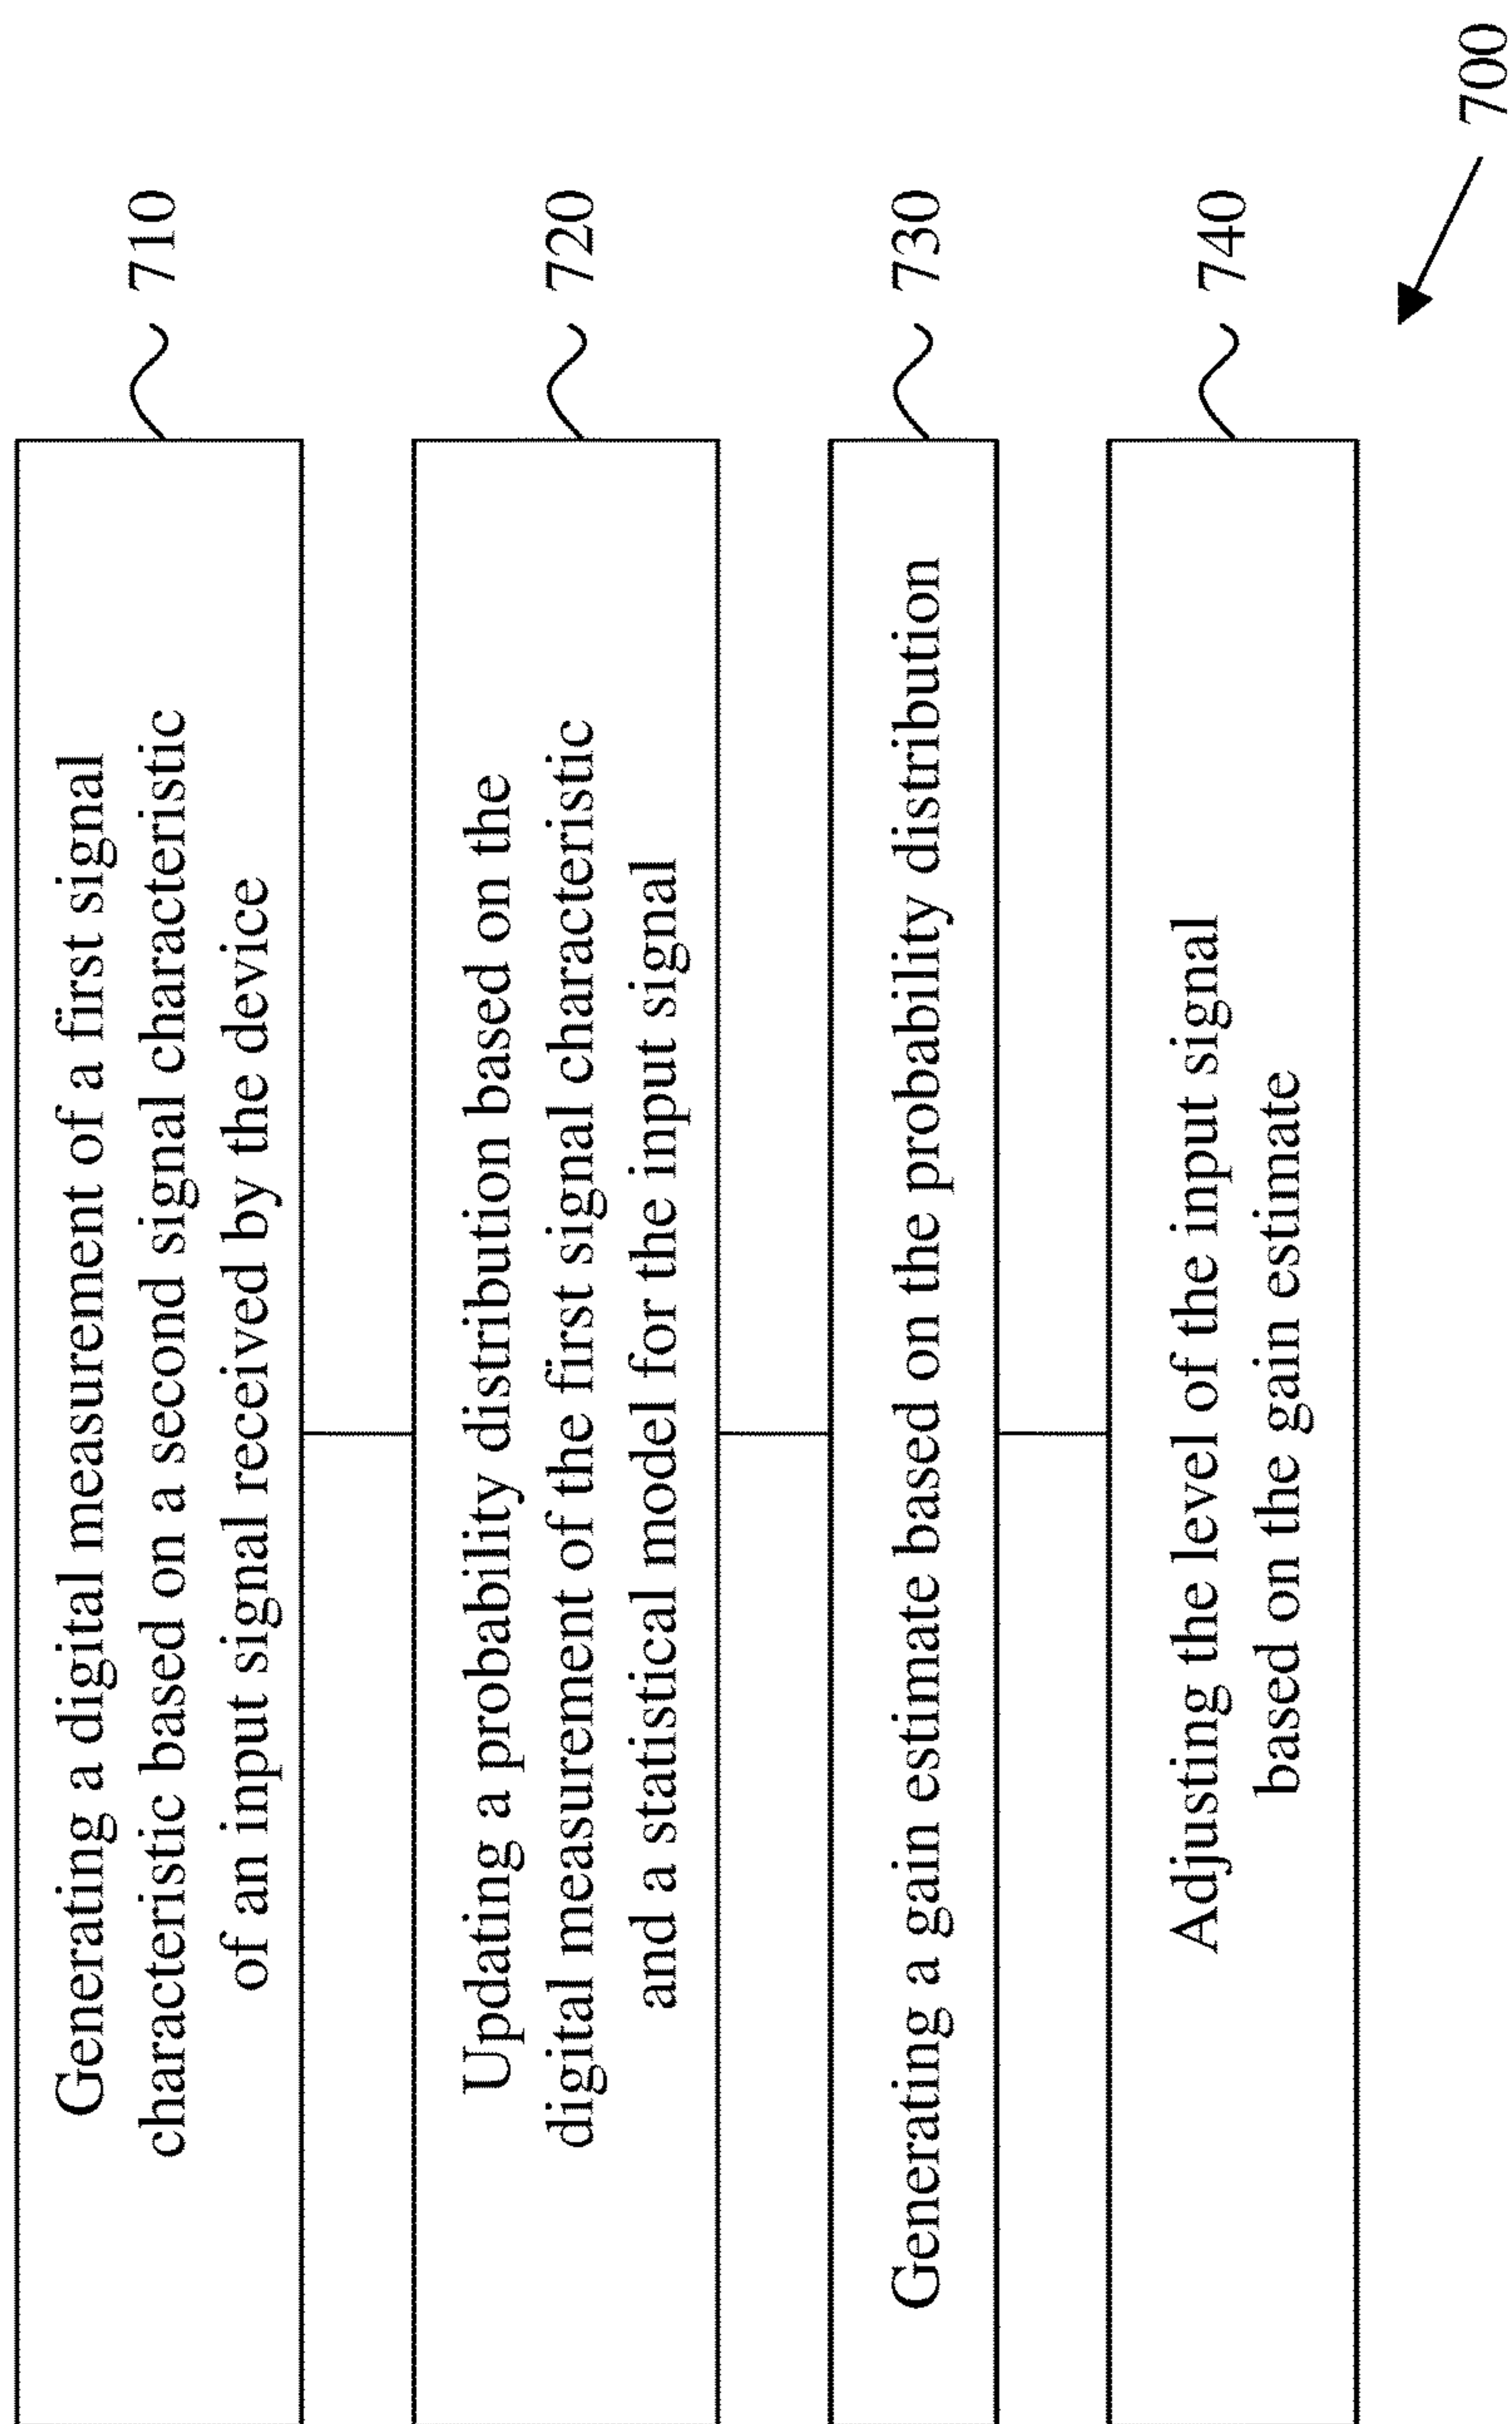 Generating a digital measurement of a first signal
characteristic based on a second signal characteristic
of an input signal received by the device
710
Updating a probability distribution based on the
digital measurement of the first signal characteristic
and a statistical model for the input signal
720
Generating a gain estimate based on the probability distribution
730
Adjusting the level of the input signal
based on the gain estimate
740
700